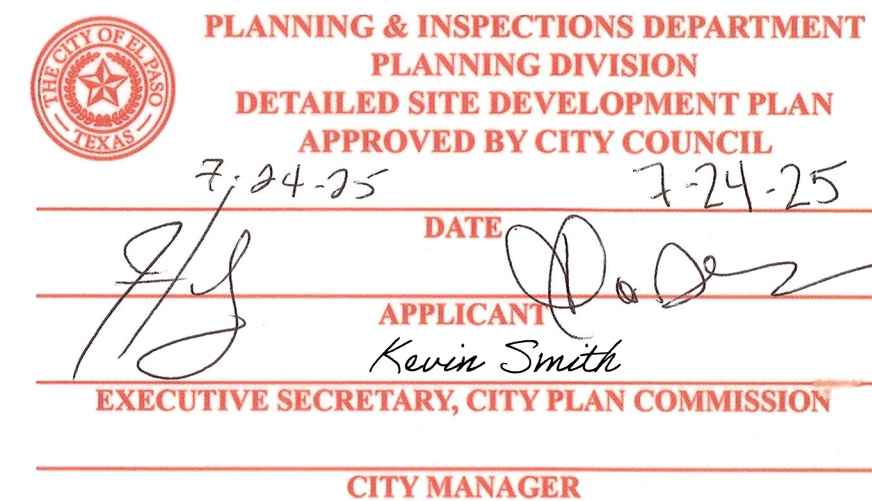 THE CITY OF EL PASO
TEXAS
PLANNING & INSPECTIONS DEPARTMENT
PLANNING DIVISION
DETAILED SITE DEVELOPMENT PLAN
APPROVED BY CITY COUNCIL
7-24-25 7-24-25
DATE
APPLICANT
Kevin Smith
EXECUTIVE SECRETARY, CITY PLAN COMMISSION
CITY MANAGER